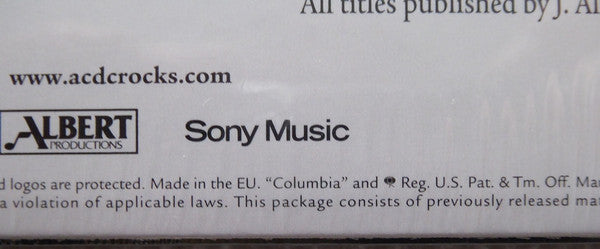 All titles published by J. Al
www.acdcrocks.com
ALBERT
PRODUCTIONS
Sony Music
d logos are protected. Made in the EU. “Columbia” and Reg. U.S. Pat. & Tm. Off. Ma
a violation of applicable laws. This package consists of previously released mat